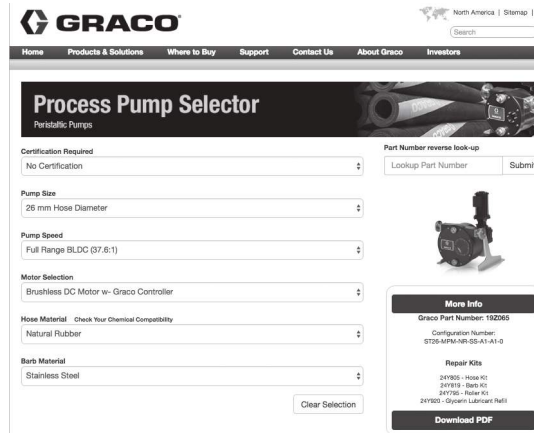 GRACO
North America | Sitemap |
Search
Home Products & Solutions Where to Buy Support Contact Us About Graco Investors
Process Pump Selector
Peristaltic Pumps
Certification Required
No Certification
Pump Size
26 mm Hose Diameter
Pump Speed
Full Range BLDC (37.6:1)
Motor Selection
Brushless DC Motor w- Graco Controller
Hose Material Check Your Chemical Compatibility
Natural Rubber
Barb Material
Stainless Steel
Clear Selection
Part Number reverse look-up
Lookup Part Number Submi
More Info
Graco Part Number: 19Z065
Configuration Number:
ST26-MPM-NR-SS-A1-A1-0
Repair Kits
24Y805 - Hose Kit
24Y819 - Barb Kit
24Y795 - Roller Kit
24Y920 - Glycerin Lubricant Refill
Download PDF